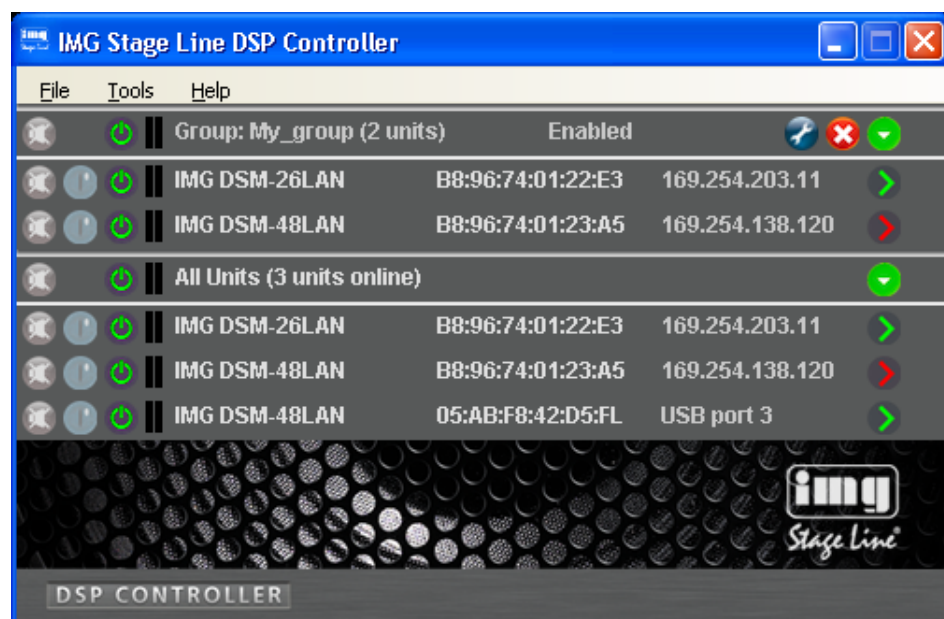 img Stage Line IMG Stage Line DSP Controller
File Tools Help
Group: My_group (2 units) Enabled
IMG DSM-26LAN B8:96:74:01:22:E3 169.254.203.11
IMG DSM-48LAN B8:96:74:01:23:A5 169.254.138.120
All Units (3 units online)
IMG DSM-26LAN B8:96:74:01:22:E3 169.254.203.11
IMG DSM-48LAN B8:96:74:01:23:A5 169.254.138.120
IMG DSM-48LAN 05:AB:F8:42:D5:FL USB port 3
img
Stage Line®
DSP CONTROLLER